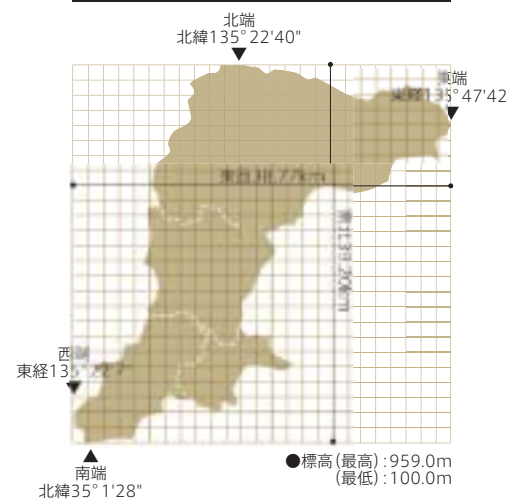 北端
北緯135°22'40"
東端
東経135°47'42
東経135°22'
南端
北緯35°1'28"
●標高(最高):959.0m
(最低):100.0m